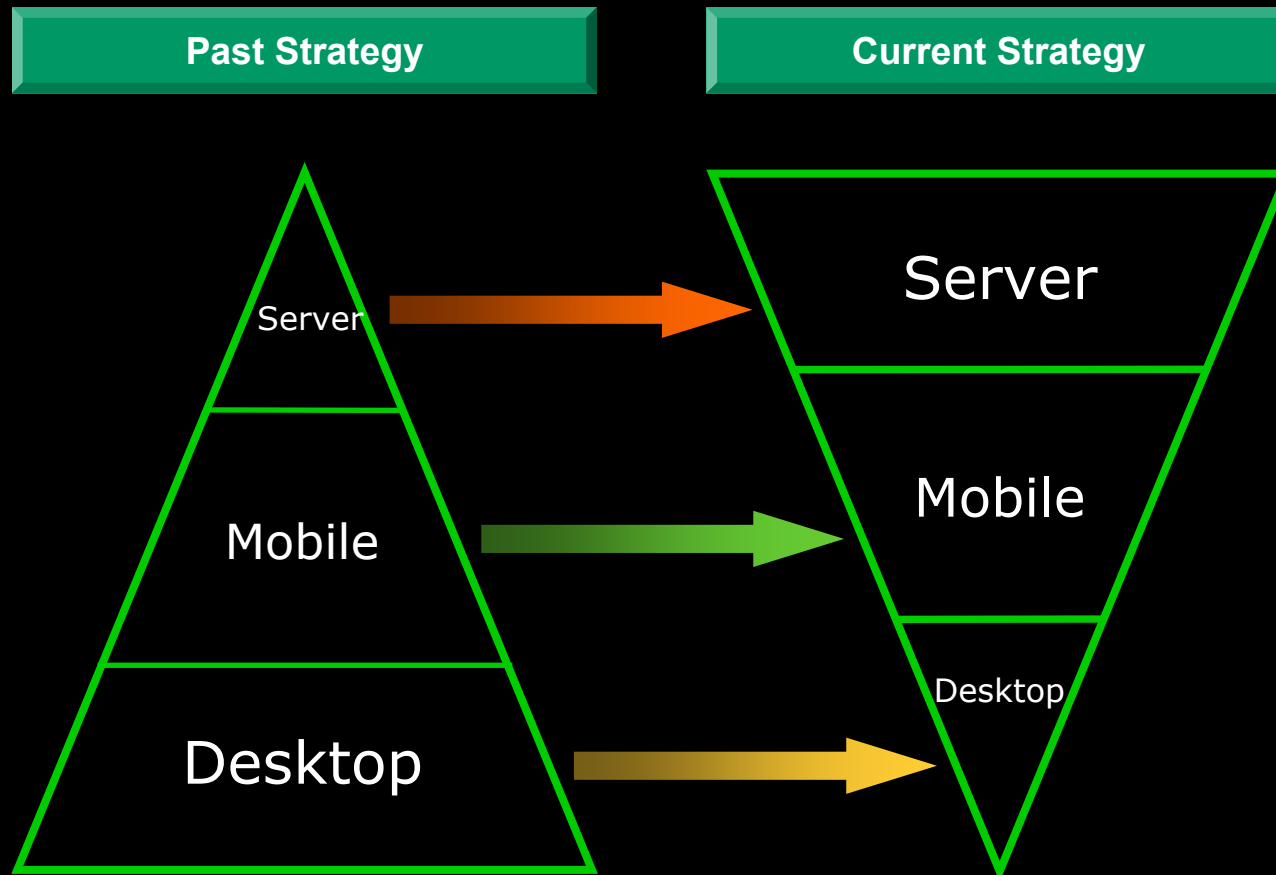 Past Strategy
Current Strategy
Server
Mobile
Desktop
Server
Mobile
Desktop